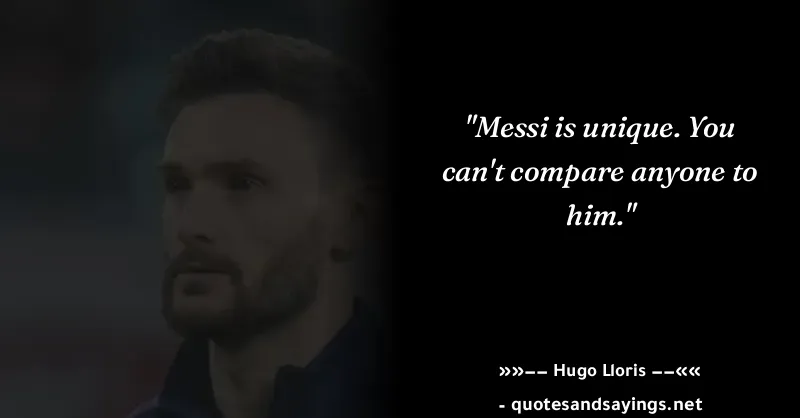 "Messi is unique. You
can't compare anyone to
him."
»»−− Hugo Lloris −−««
- quotesandsayings.net